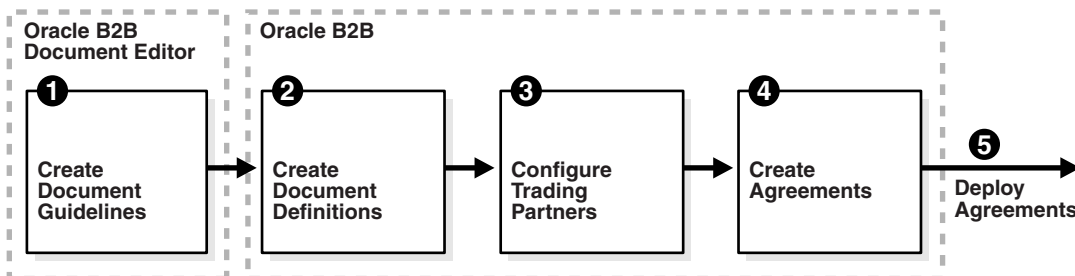 Oracle B2B
Document Editor
Oracle B2B
1
Create
Document
Guidelines
2
Create
Document
Definitions
3
Configure
Trading
Partners
4
Create
Agreements
5
Deploy
Agreements